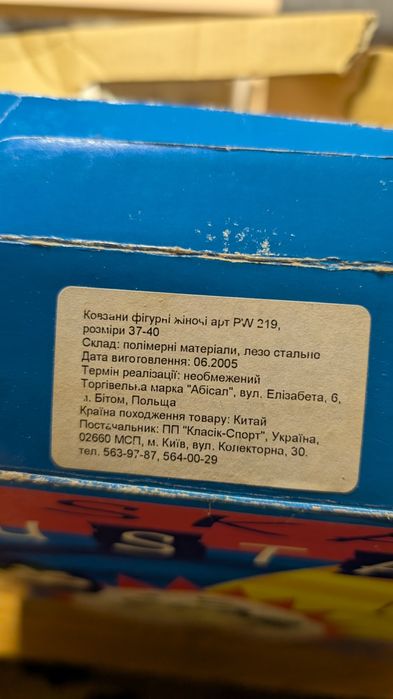 Ковзани фігурні жіночі арт PW 219,
розміри 37-40
Склад: полімерні матеріали, лезо стально
Дата виготовлення: 06.2005
Термін реалізації: необмежений
Торгівельна марка "Абісал", вул. Елізабета, 6,
м. Бітом, Польща
Країна походження товару: Китай
Постачальник: ПП "Класік-Спорт", Україна,
02660 МСП, м. Київ, вул. Колекторна, 30.
тел. 563-97-87, 564-00-29